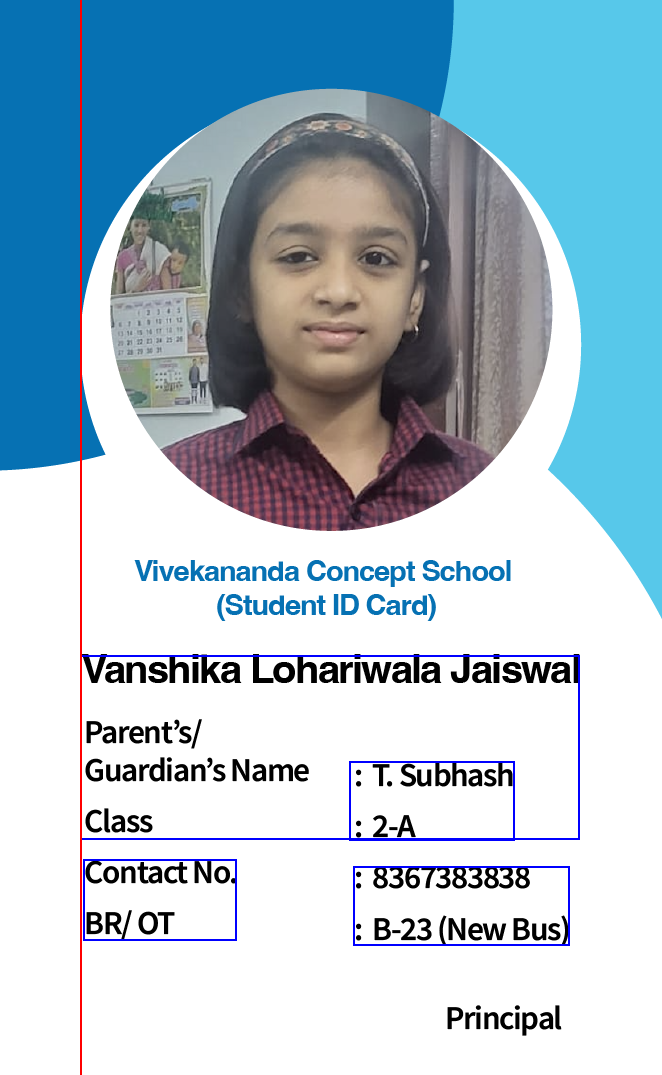 Vivekananda Concept School
(Student ID Card)
Vanshika Lohariwala Jaiswal
Parent's/
Guardian's Name : T. Subhash
Class : 2-A
Contact No. : 8367383838
BR/ OT : B-23 (New Bus)
Principal